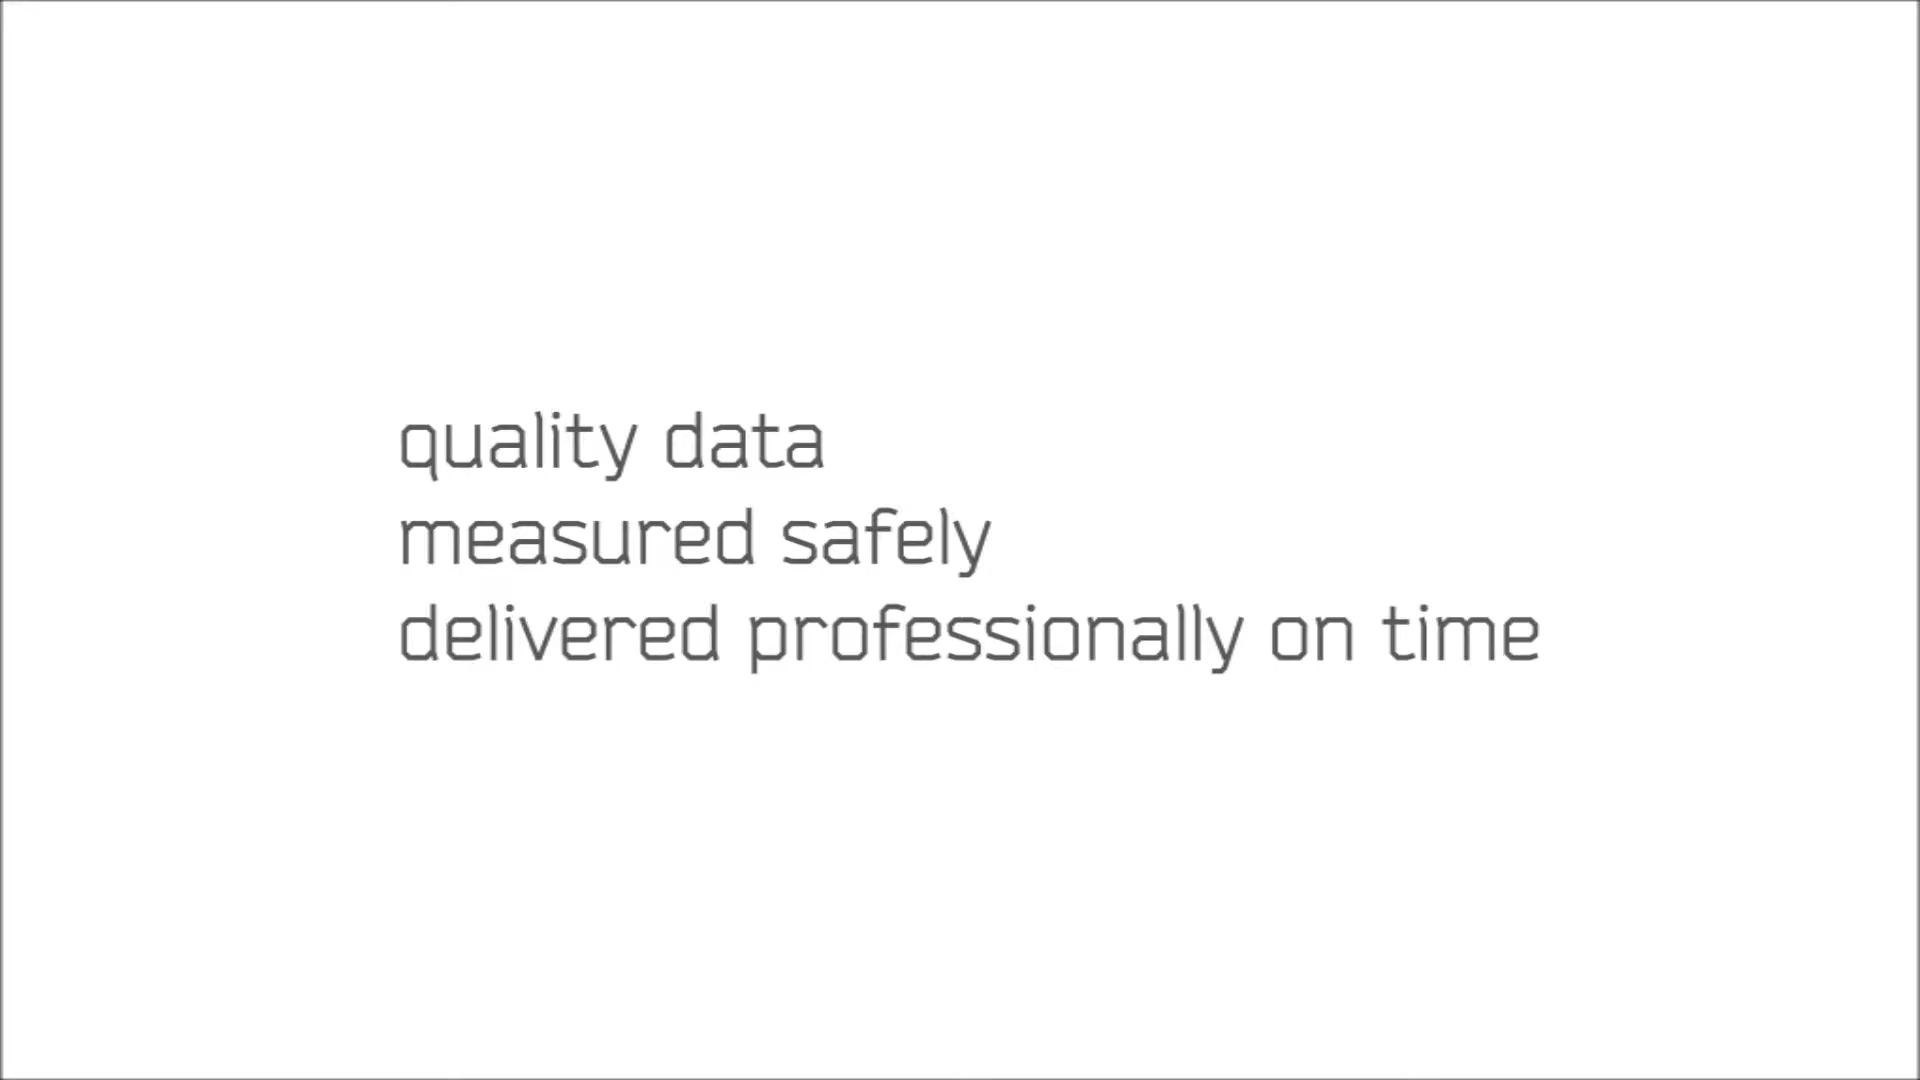 quality data
measured safely
delivered professionally on time